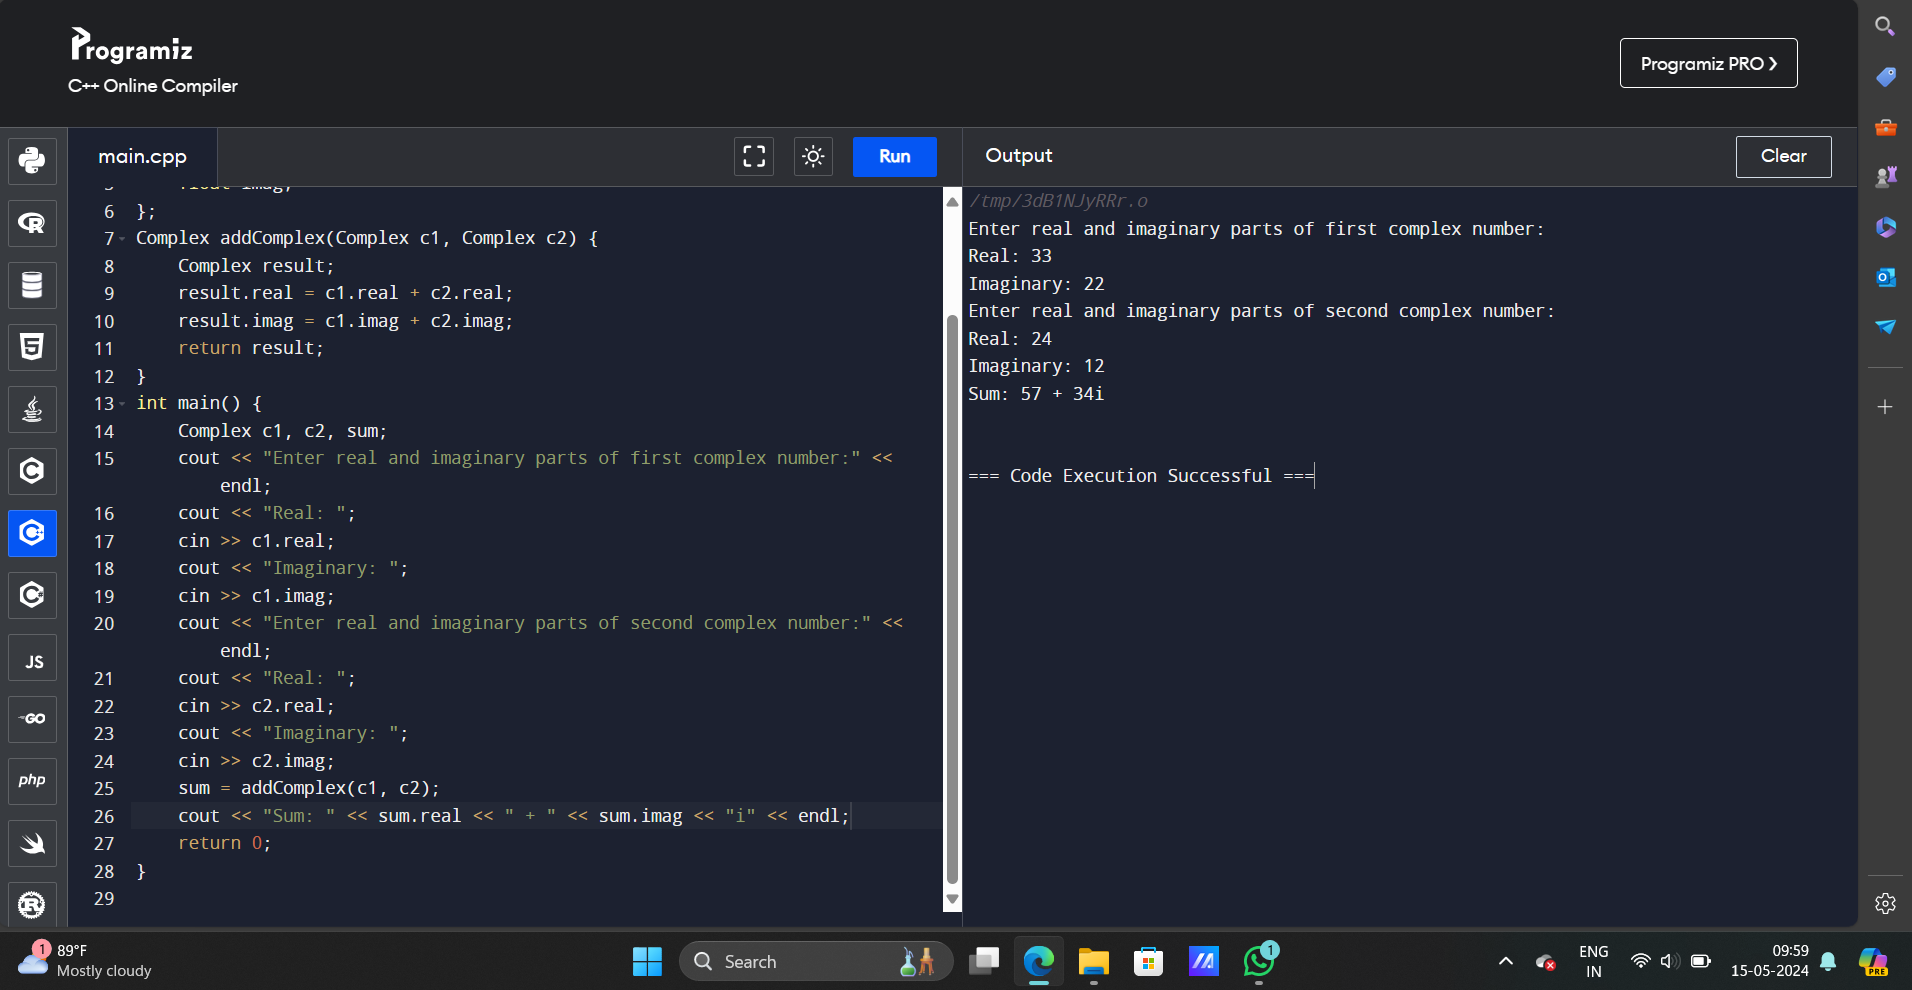 Programiz
C++ Online Compiler
Programiz PRO ❯
main.cpp
Run
Output
Clear
6 };
7 Complex addComplex(Complex c1, Complex c2) {
8 Complex result;
9 result.real = c1.real + c2.real;
10 result.imag = c1.imag + c2.imag;
11 return result;
12 }
13 int main() {
14 Complex c1, c2, sum;
15 cout << "Enter real and imaginary parts of first complex number:" <<
endl;
16 cout << "Real: ";
17 cin >> c1.real;
18 cout << "Imaginary: ";
19 cin >> c1.imag;
20 cout << "Enter real and imaginary parts of second complex number:" <<
endl;
21 cout << "Real: ";
22 cin >> c2.real;
23 cout << "Imaginary: ";
24 cin >> c2.imag;
25 sum = addComplex(c1, c2);
26 cout << "Sum: " << sum.real << " + " << sum.imag << "i" << endl;
27 return 0;
28 }
29
/tmp/3dB1NJyRRr.o
Enter real and imaginary parts of first complex number:
Real: 33
Imaginary: 22
Enter real and imaginary parts of second complex number:
Real: 24
Imaginary: 12
Sum: 57 + 34i
=== Code Execution Successful ===
R
5
C
C
C
JS
GO
php
R
1
89°F
Mostly cloudy
Search
1
ENG
IN
09:59
15-05-2024
PRE